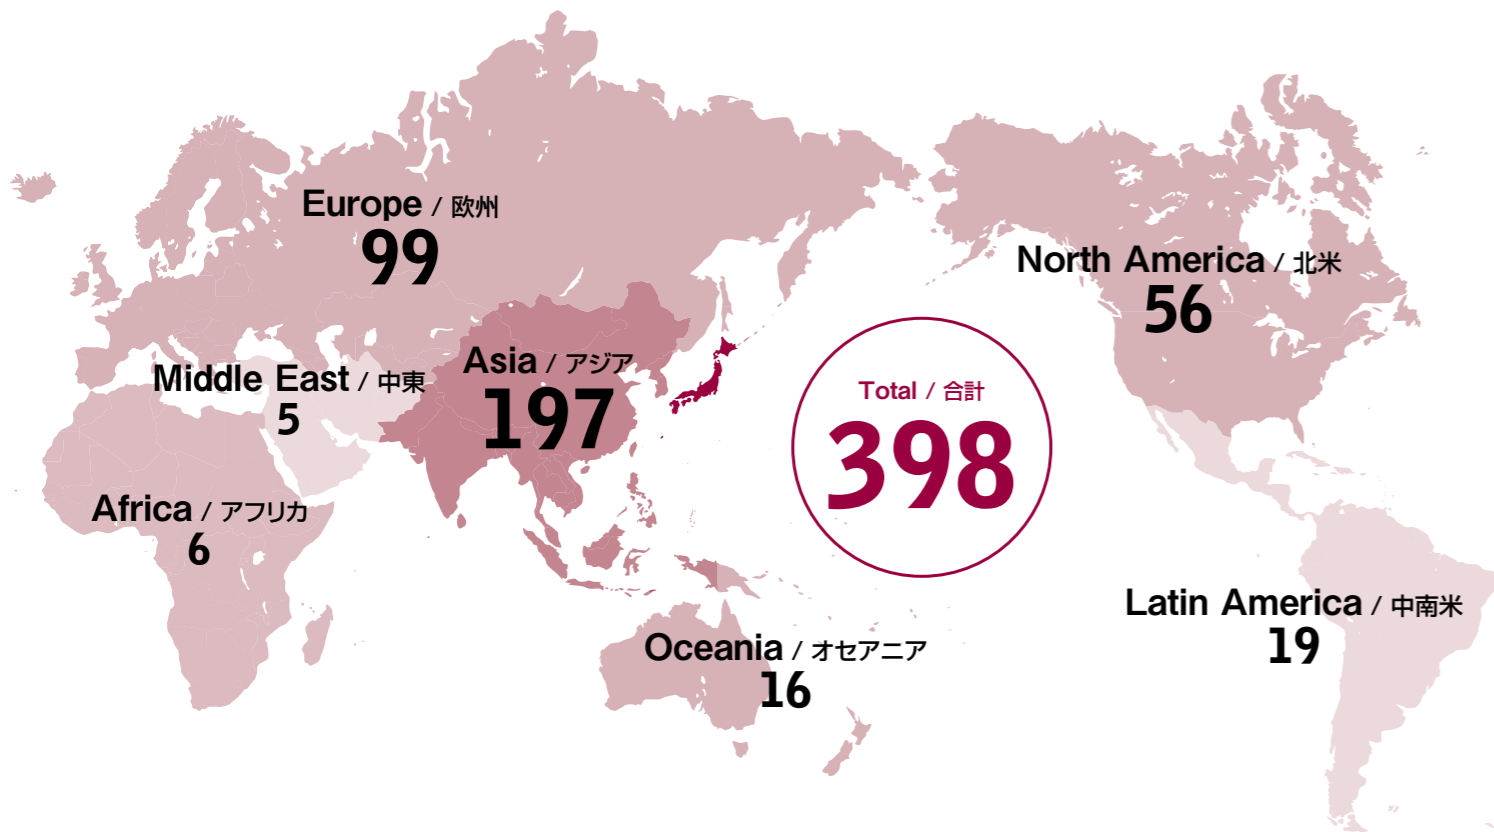 Europe / 欧州
99
North America / 北米
56
Middle East / 中東
5
Asia / アジア
197
Total / 合計
398
Africa / アフリカ
6
Latin America / 中南米
19
Oceania / オセアニア
16